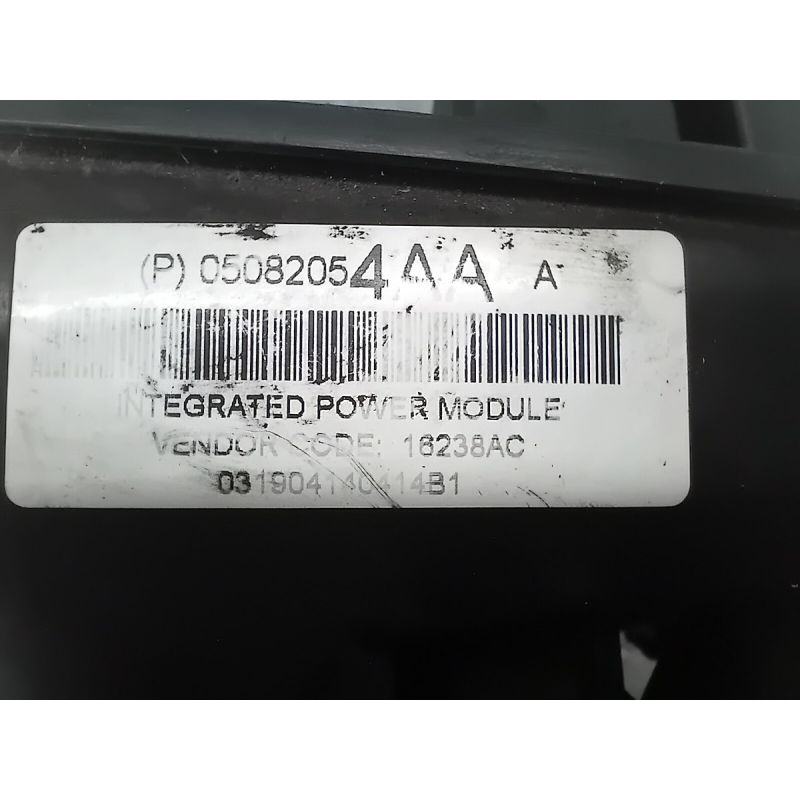 (P) 05082054AA A
INTEGRATED POWER MODULE
VENDOR CODE: 16238AC
031904140414B1